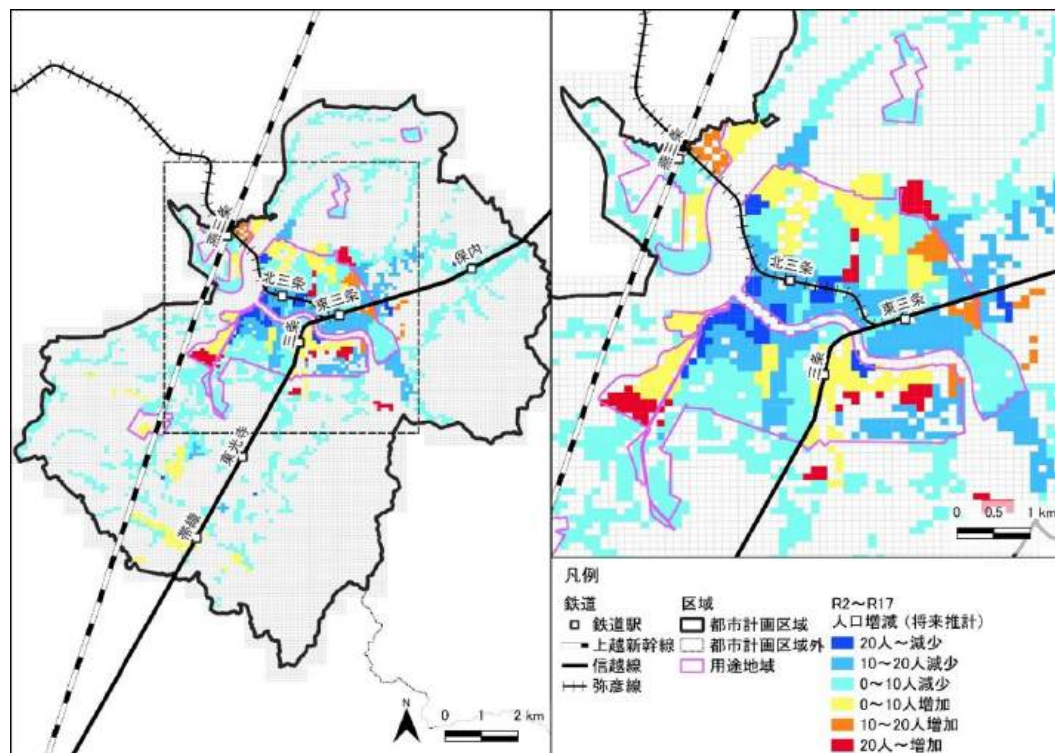 燕三条
北三条
東三条
保内
三条
東光寺
帯織
N
0 1 2 km
燕三条
北三条
東三条
三条
0 0.5 1 km
凡例
鉄道
鉄道駅
上越新幹線
信越線
弥彦線
区域
都市計画区域
都市計画区域外
用途地域
R2～R17
人口増減（将来推計）
20人～減少
10～20人減少
0～10人減少
0～10人増加
10～20人増加
20人～増加